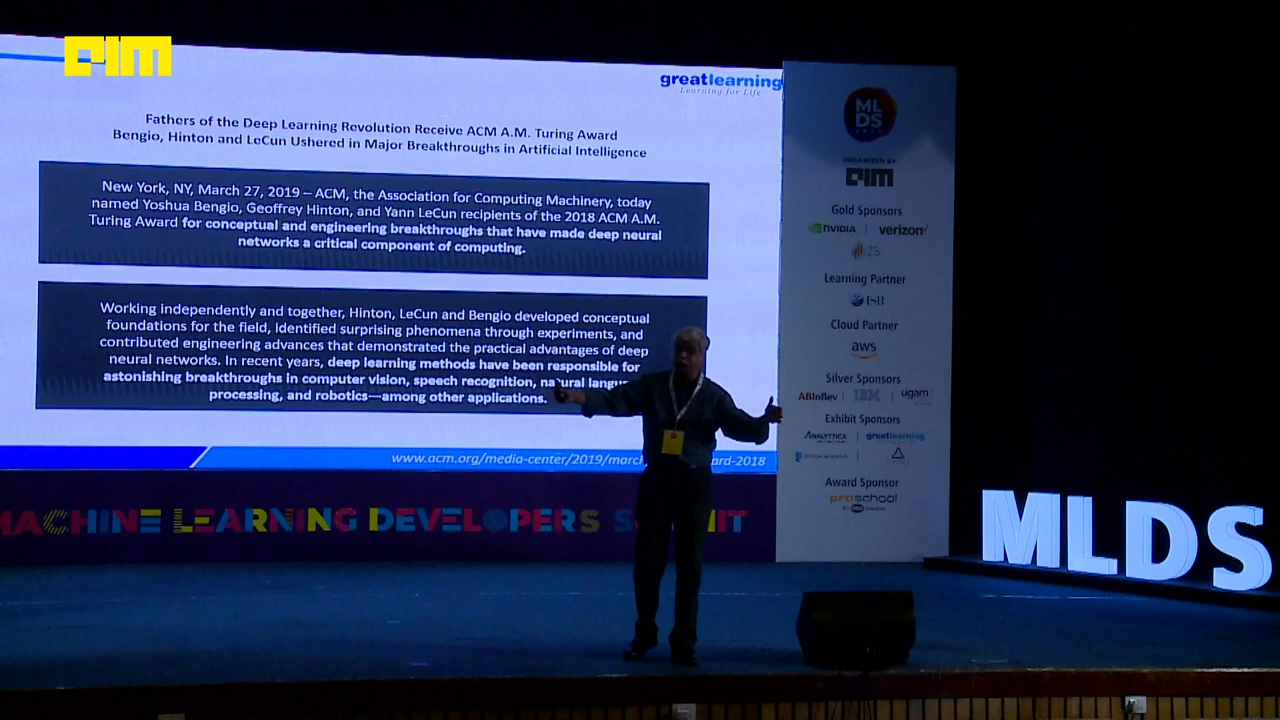 AIM
greatlearning
Learning for Life
Fathers of the Deep Learning Revolution Receive ACM A.M. Turing Award
Bengio, Hinton and LeCun Ushered in Major Breakthroughs in Artificial Intelligence
New York, NY, March 27, 2019 – ACM, the Association for Computing Machinery, today
named Yoshua Bengio, Geoffrey Hinton, and Yann LeCun recipients of the 2018 ACM A.M.
Turing Award for conceptual and engineering breakthroughs that have made deep neural
networks a critical component of computing.
Working independently and together, Hinton, LeCun and Bengio developed conceptual
foundations for the field, identified surprising phenomena through experiments, and
contributed engineering advances that demonstrated the practical advantages of deep
neural networks. In recent years, deep learning methods have been responsible for
astonishing breakthroughs in computer vision, speech recognition, natural langu
processing, and robotics—among other applications.
www.acm.org/media-center/2019/march ard-2018
MACHINE LEARNING DEVELOPERS S IT
ML
DS
ORGANIZED BY
AIM
Gold Sponsors
NVIDIA | verizon
ZS
Learning Partner
ISB
Cloud Partner
aws
Silver Sponsors
ABInBev | IBM | ugam
Exhibit Sponsors
ANALYTTICA | greatlearning
Award Sponsor
proschool
MLDS